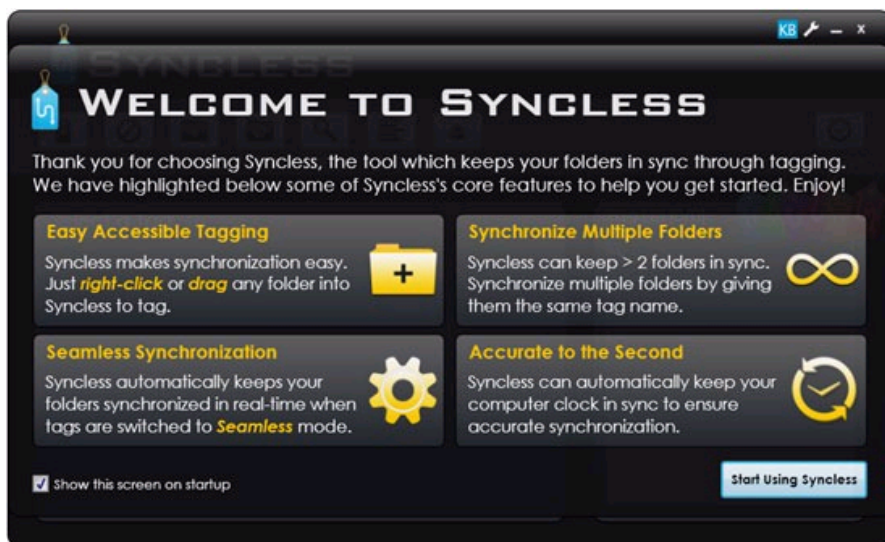 KB
SYNCLESS
WELCOME TO SYNCLESS
Thank you for choosing Syncless, the tool which keeps your folders in sync through tagging.
We have highlighted below some of Syncless's core features to help you get started. Enjoy!
Easy Accessible Tagging
Syncless makes synchronization easy.
Just right-click or drag any folder into
Syncless to tag.
Synchronize Multiple Folders
Syncless can keep > 2 folders in sync.
Synchronize multiple folders by giving
them the same tag name.
Seamless Synchronization
Syncless automatically keeps your
folders synchronized in real-time when
tags are switched to Seamless mode.
Accurate to the Second
Syncless can automatically keep your
computer clock in sync to ensure
accurate synchronization.
Show this screen on startup
Start Using Syncless